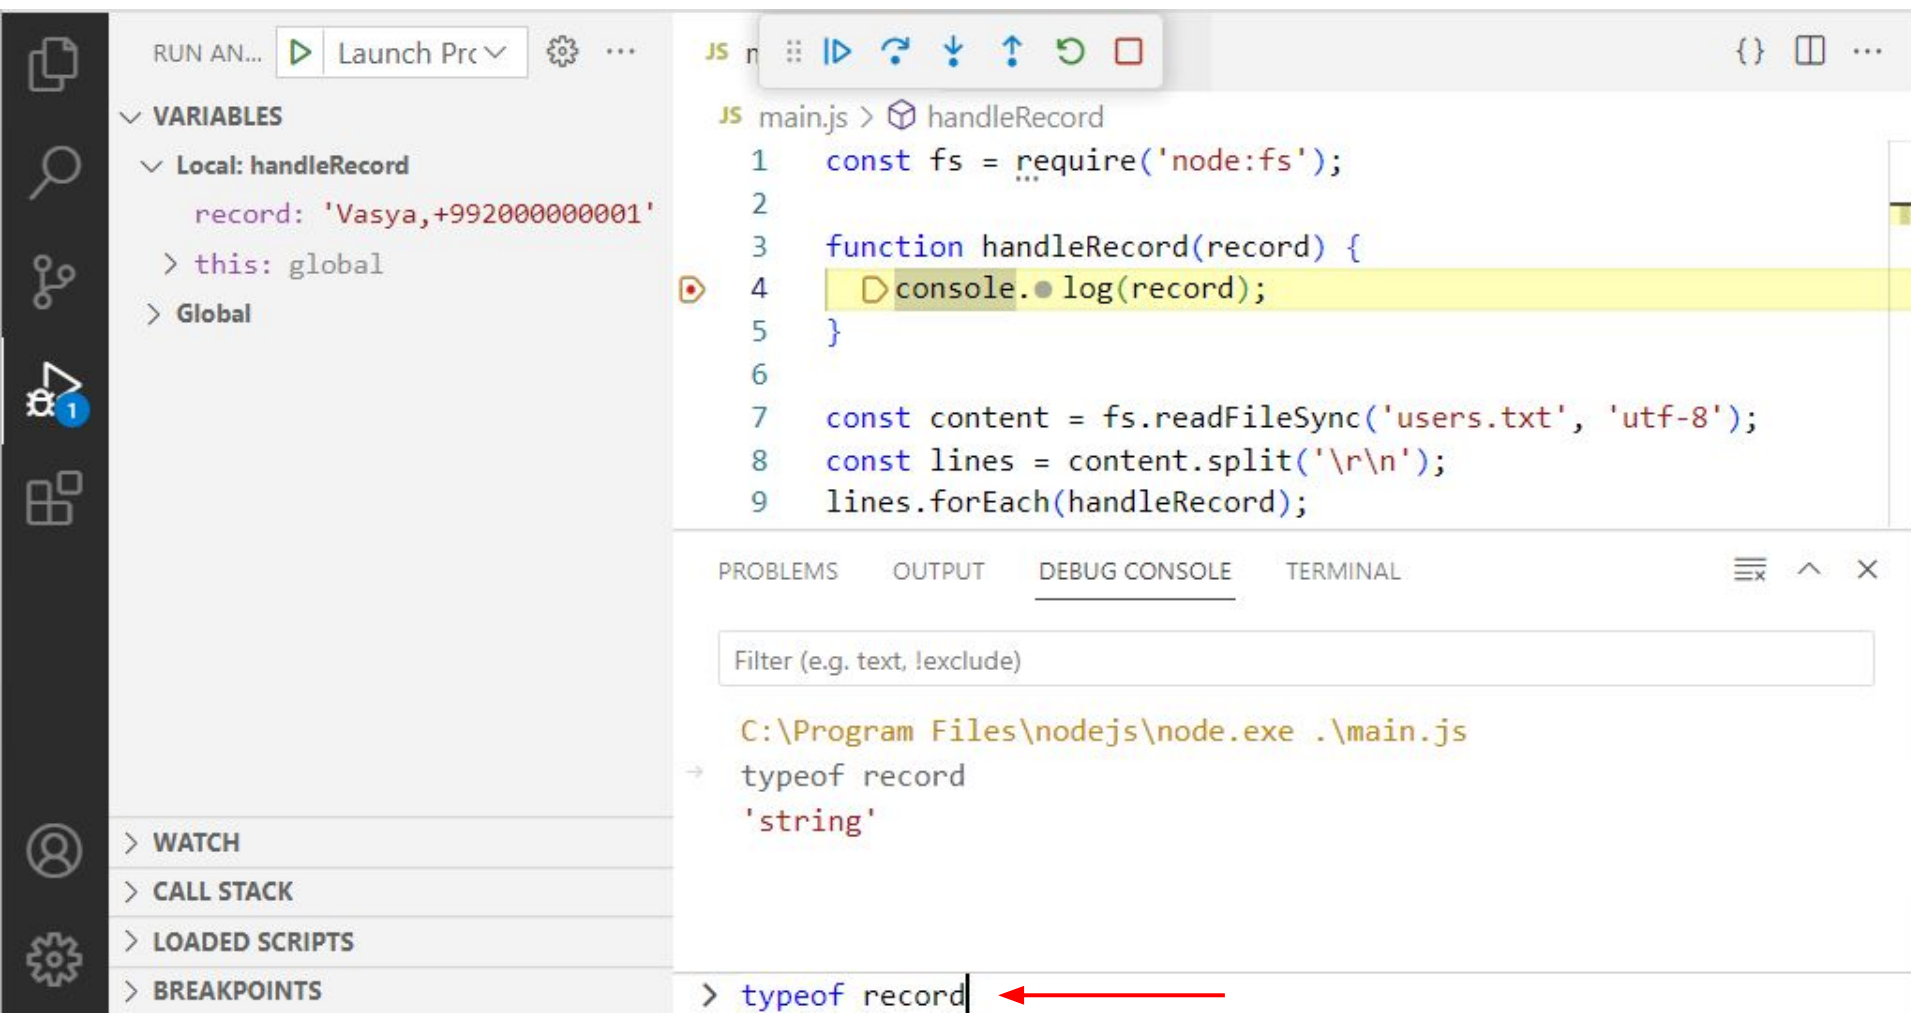 RUN AN...
Launch Prc
VARIABLES
Local: handleRecord
record: 'Vasya,+992000000001'
this: global
Global
1
WATCH
CALL STACK
LOADED SCRIPTS
BREAKPOINTS
JS
JS main.js > handleRecord
1 const fs = require('node:fs');
2
3 function handleRecord(record) {
4 console.log(record);
5 }
6
7 const content = fs.readFileSync('users.txt', 'utf-8');
8 const lines = content.split('\r\n');
9 lines.forEach(handleRecord);
PROBLEMS OUTPUT DEBUG CONSOLE TERMINAL
Filter (e.g. text, !exclude)
C:\Program Files\nodejs\node.exe .\main.js
typeof record
'string'
> typeof record